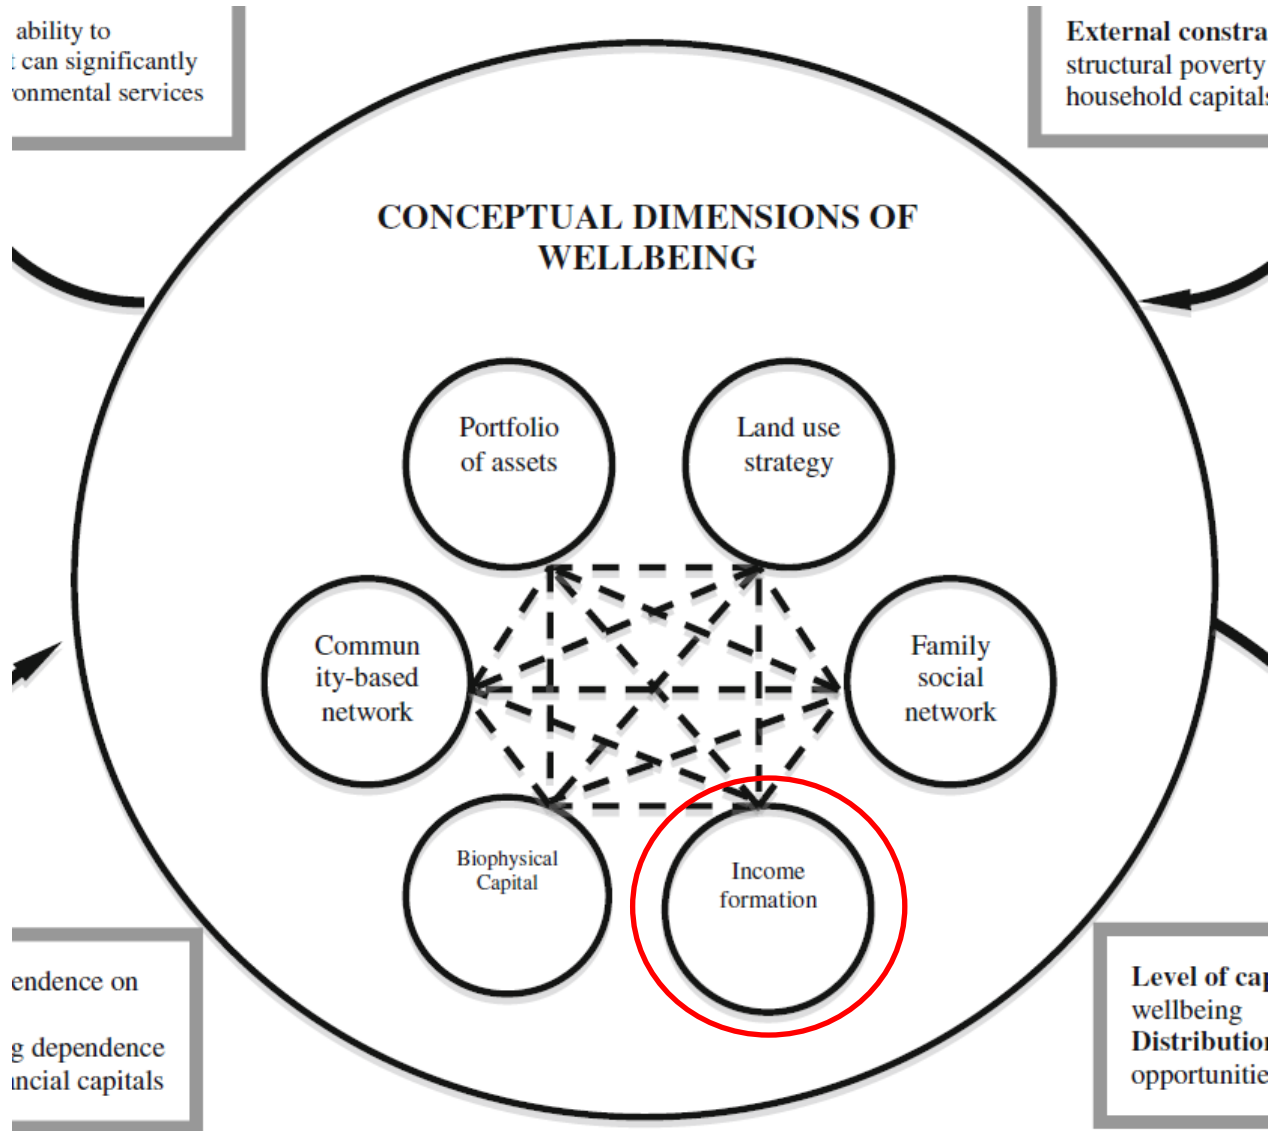 ability to
t can significantly
onmental services
External constra
structural poverty
household capitals
CONCEPTUAL DIMENSIONS OF
WELLBEING
Portfolio
of assets
Land use
strategy
Commun
ity-based
network
Family
social
network
Biophysical
Capital
Income
formation
endence on
g dependence
ancial capitals
Level of cap
wellbeing
Distribution
opportunitie